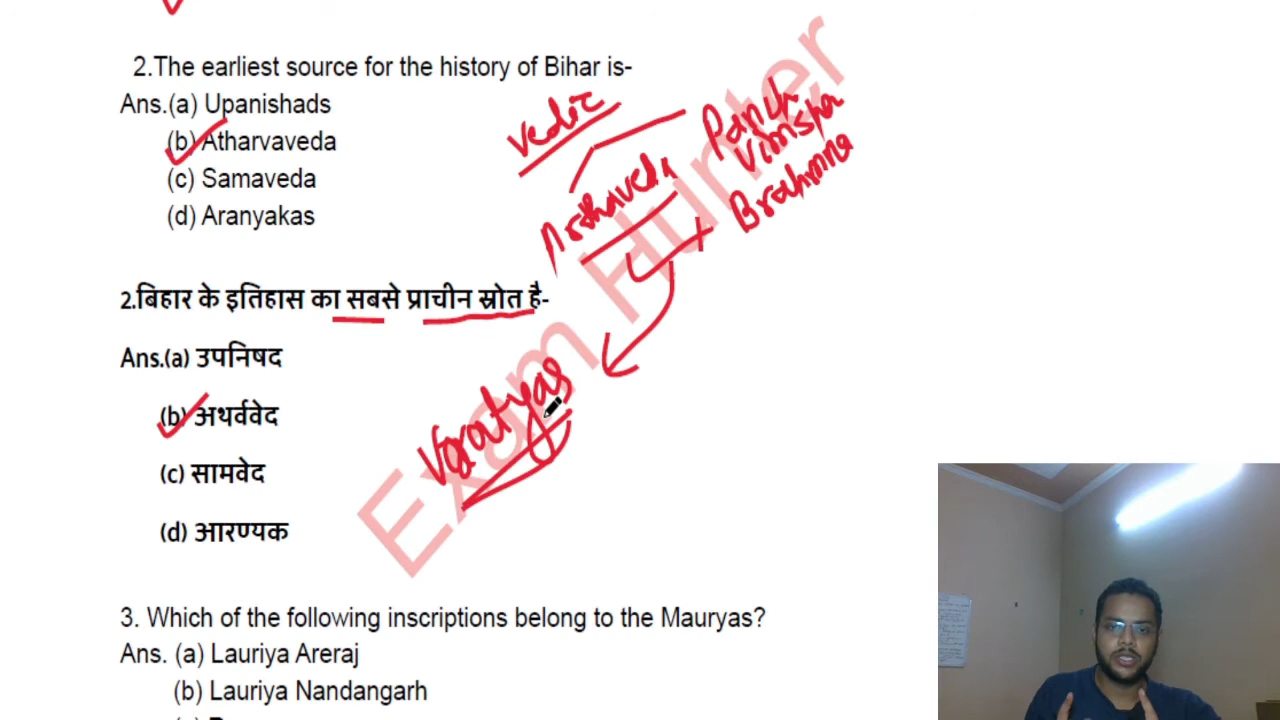 2.The earliest source for the history of Bihar is-
Ans.(a) Upanishads
(b) Atharvaveda
(c) Samaveda
(d) Aranyakas
2.बिहार के इतिहास का सबसे प्राचीन स्रोत है-
Ans.(a) उपनिषद
(b) अथर्ववेद
(c) सामवेद
(d) आरण्यक
3. Which of the following inscriptions belong to the Mauryas?
Ans. (a) Lauriya Areraj
(b) Lauriya Nandangarh
Vedic
Panch
Vimsha
Vratyas
Exam Hunter